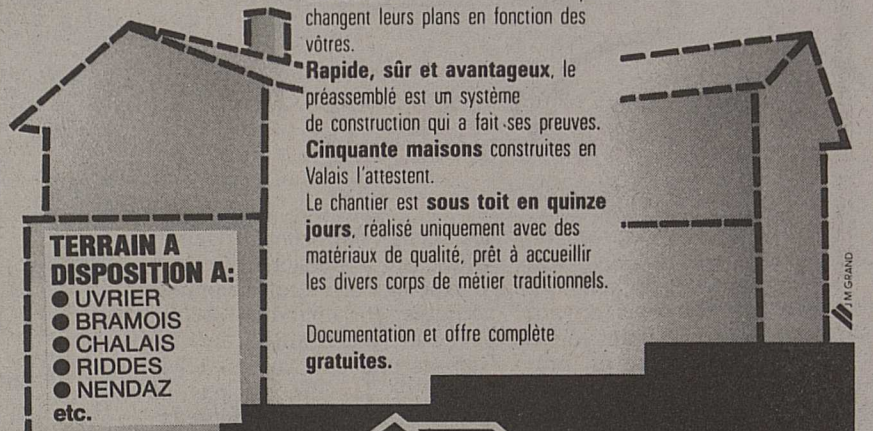 changent leurs plans en fonction des
vôtres.
Rapide, sûr et avantageux, le
préassemblé est un système
de construction qui a fait ses preuves.
Cinquante maisons construites en
Valais l'attestent.
Le chantier est sous toit en quinze
jours, réalisé uniquement avec des
matériaux de qualité, prêt à accueillir
les divers corps de métier traditionnels.
Documentation et offre complète
gratuites.
TERRAIN A
DISPOSITION A:
● UVRIER
● BRAMOIS
● CHALAIS
● RIDDES
● NENDAZ
etc.
J M GRAND